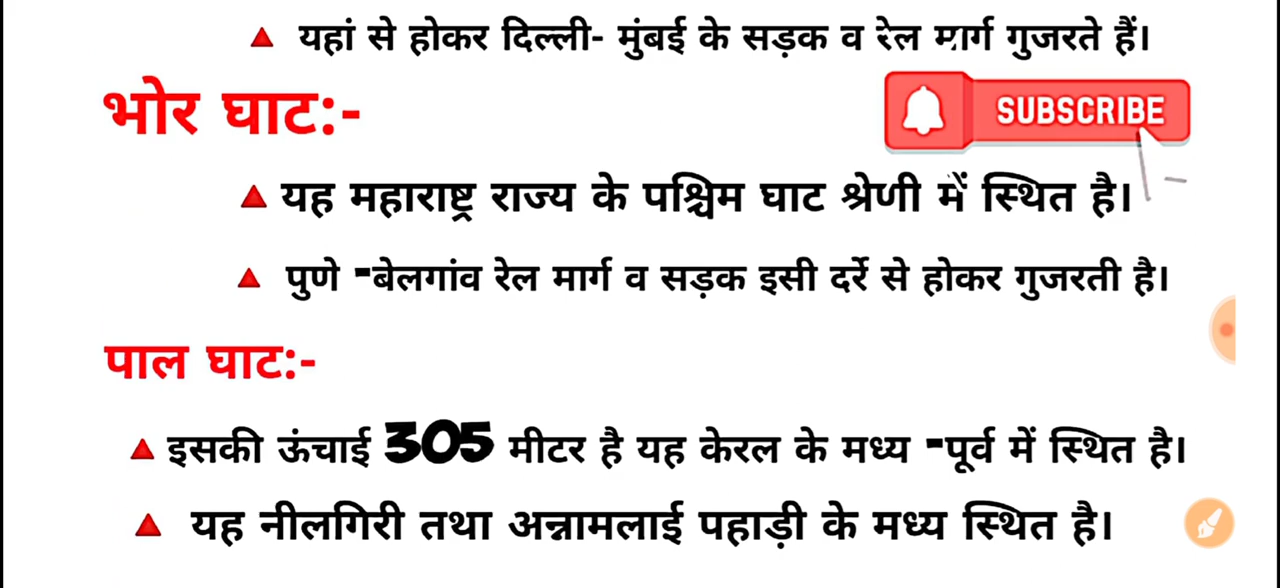 ▲ यहां से होकर दिल्ली- मुंबई के सड़क व रेल मार्ग गुजरते हैं।
भोर घाट:-
SUBSCRIBE
▲ यह महाराष्ट्र राज्य के पश्चिम घाट श्रेणी में स्थित है।
▲ पुणे -बेलगांव रेल मार्ग व सड़क इसी दर्रे से होकर गुजरती है।
पाल घाट:-
▲ इसकी ऊंचाई 305 मीटर है यह केरल के मध्य -पूर्व में स्थित है।
▲ यह नीलगिरी तथा अन्नामलाई पहाड़ी के मध्य स्थित है।